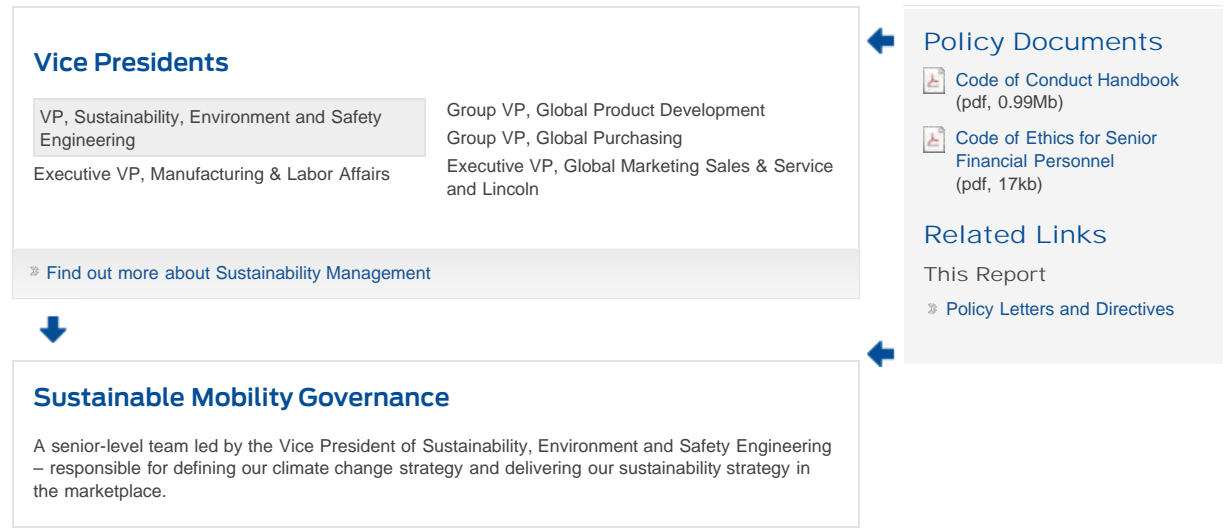 Vice Presidents
VP, Sustainability, Environment and Safety
Engineering
Executive VP, Manufacturing & Labor Affairs
Group VP, Global Product Development
Group VP, Global Purchasing
Executive VP, Global Marketing Sales & Service
and Lincoln
Find out more about Sustainability Management
Sustainable Mobility Governance
A senior-level team led by the Vice President of Sustainability, Environment and Safety Engineering
– responsible for defining our climate change strategy and delivering our sustainability strategy in
the marketplace.
Policy Documents
Code of Conduct Handbook
(pdf, 0.99Mb)
Code of Ethics for Senior
Financial Personnel
(pdf, 17kb)
Related Links
This Report
Policy Letters and Directives